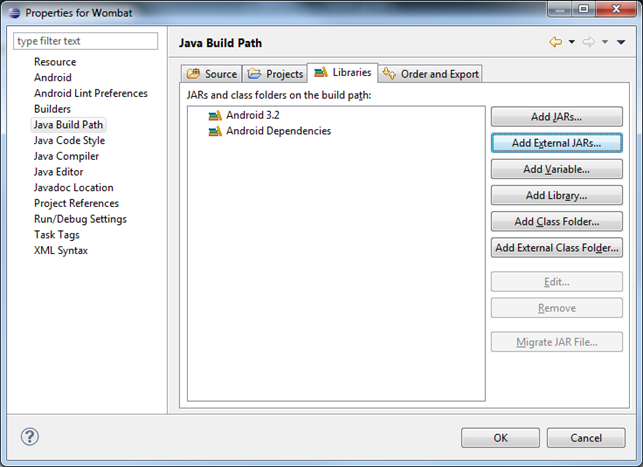 Properties for Wombat
type filter text
Resource
Android
Android Lint Preferences
Builders
Java Build Path
Java Code Style
Java Compiler
Java Editor
Javadoc Location
Project References
Run/Debug Settings
Task Tags
XML Syntax
Java Build Path
Source
Projects
Libraries
Order and Export
JARs and class folders on the build path:
Android 3.2
Android Dependencies
Add JARs...
Add External JARs...
Add Variable...
Add Library...
Add Class Folder...
Add External Class Folder...
Edit...
Remove
Migrate JAR File...
?
OK
Cancel